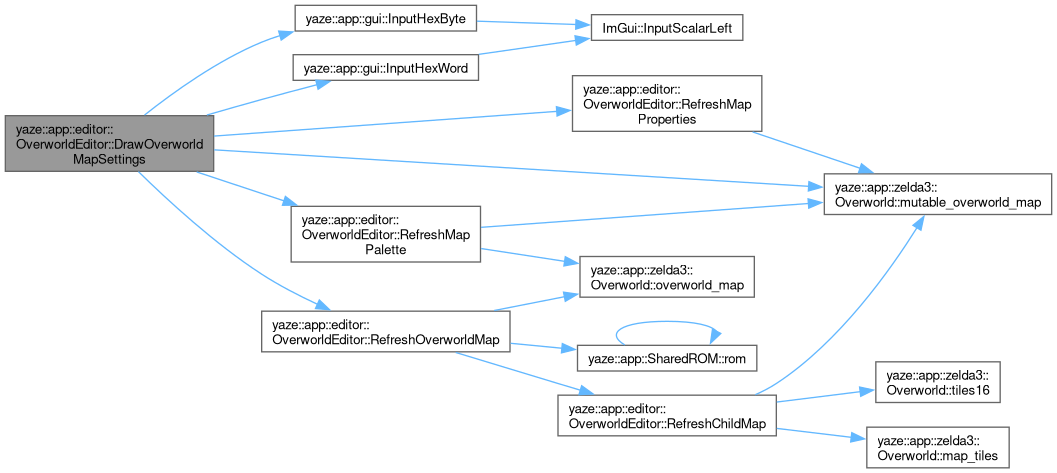 yaze::app::gui::InputHexByte
ImGui::InputScalarLeft
yaze::app::gui::InputHexWord
yaze::app::editor::
OverworldEditor::RefreshMap
Properties
yaze::app::editor::
OverworldEditor::DrawOverworld
MapSettings
yaze::app::zelda3::
Overworld::mutable_overworld_map
yaze::app::editor::
OverworldEditor::RefreshMap
Palette
yaze::app::zelda3::
Overworld::overworld_map
yaze::app::editor::
OverworldEditor::RefreshOverworldMap
yaze::app::SharedROM::rom
yaze::app::zelda3::
Overworld::tiles16
yaze::app::editor::
OverworldEditor::RefreshChildMap
yaze::app::zelda3::
Overworld::map_tiles